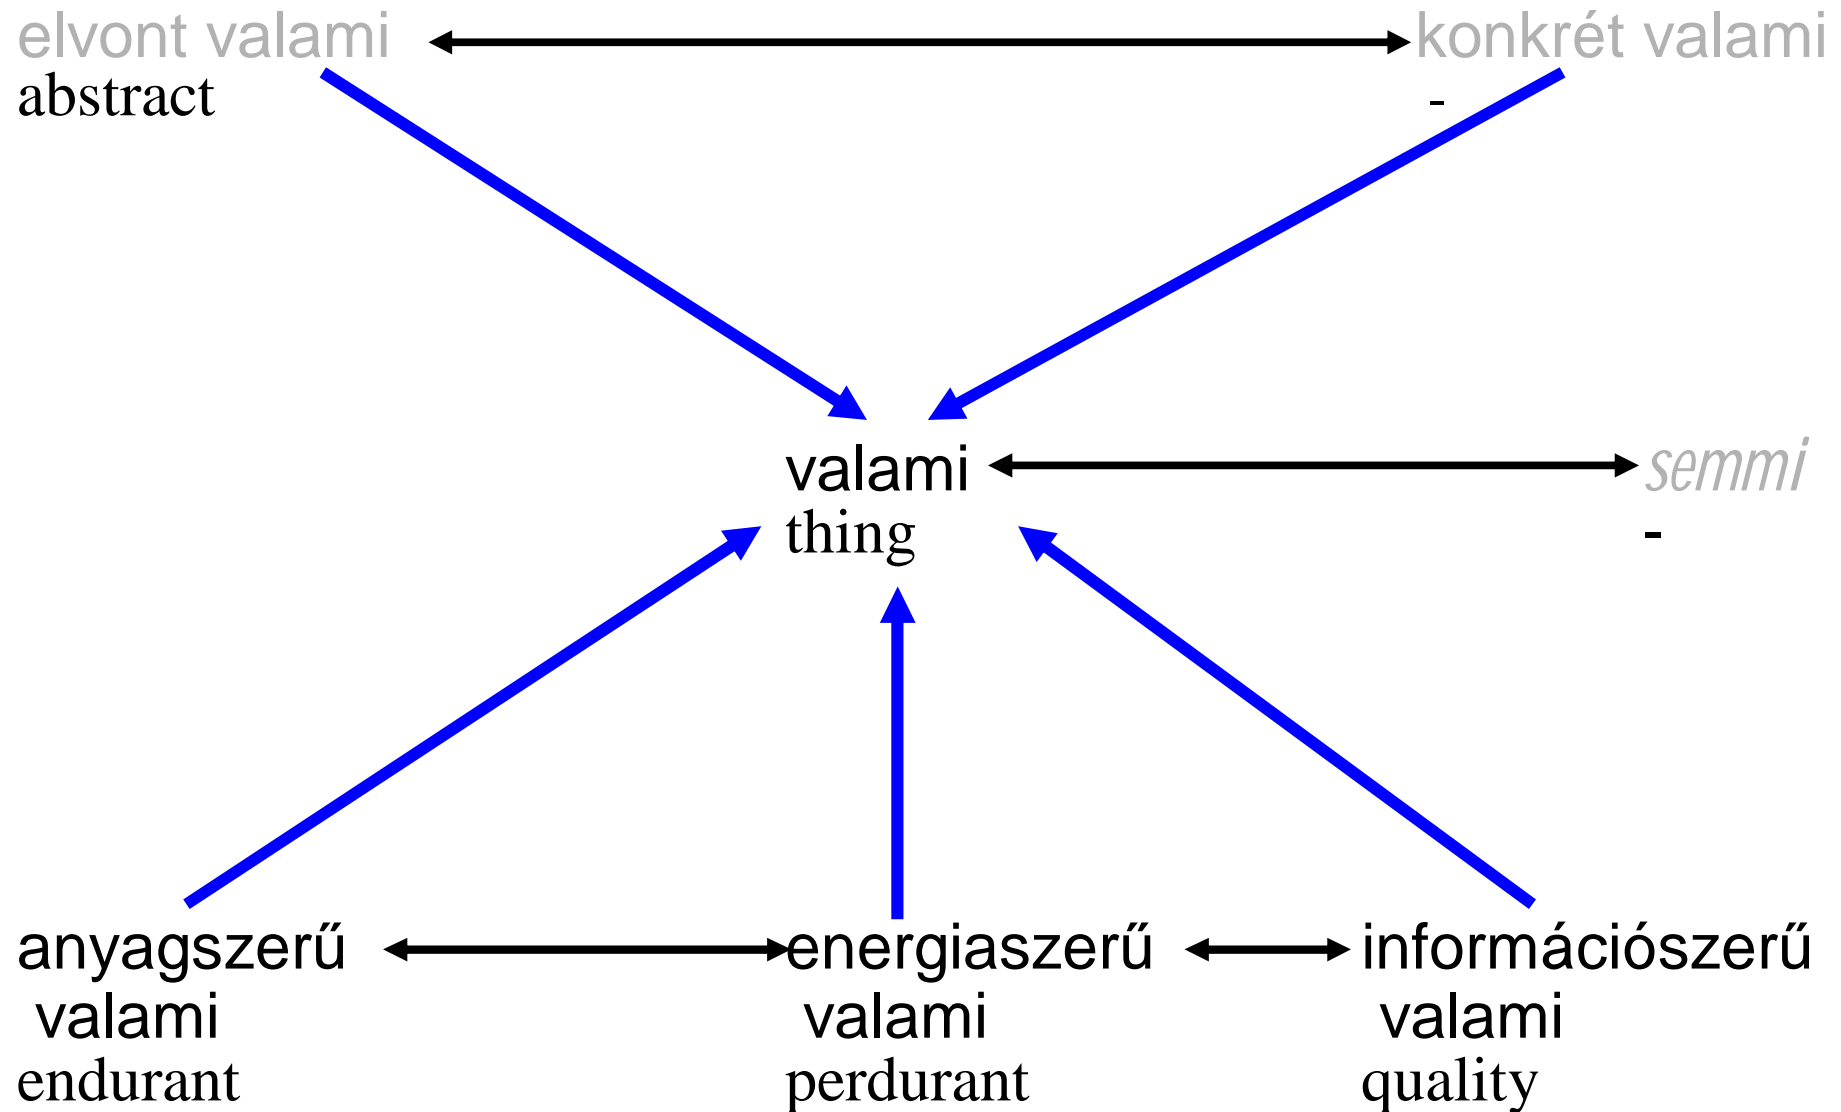 elvont valami
konkrét valami
abstract
-
valami
semmi
thing
-
anyagszerű
valami
endurant
energiaszerű
valami
perdurant
információszerű
valami
quality